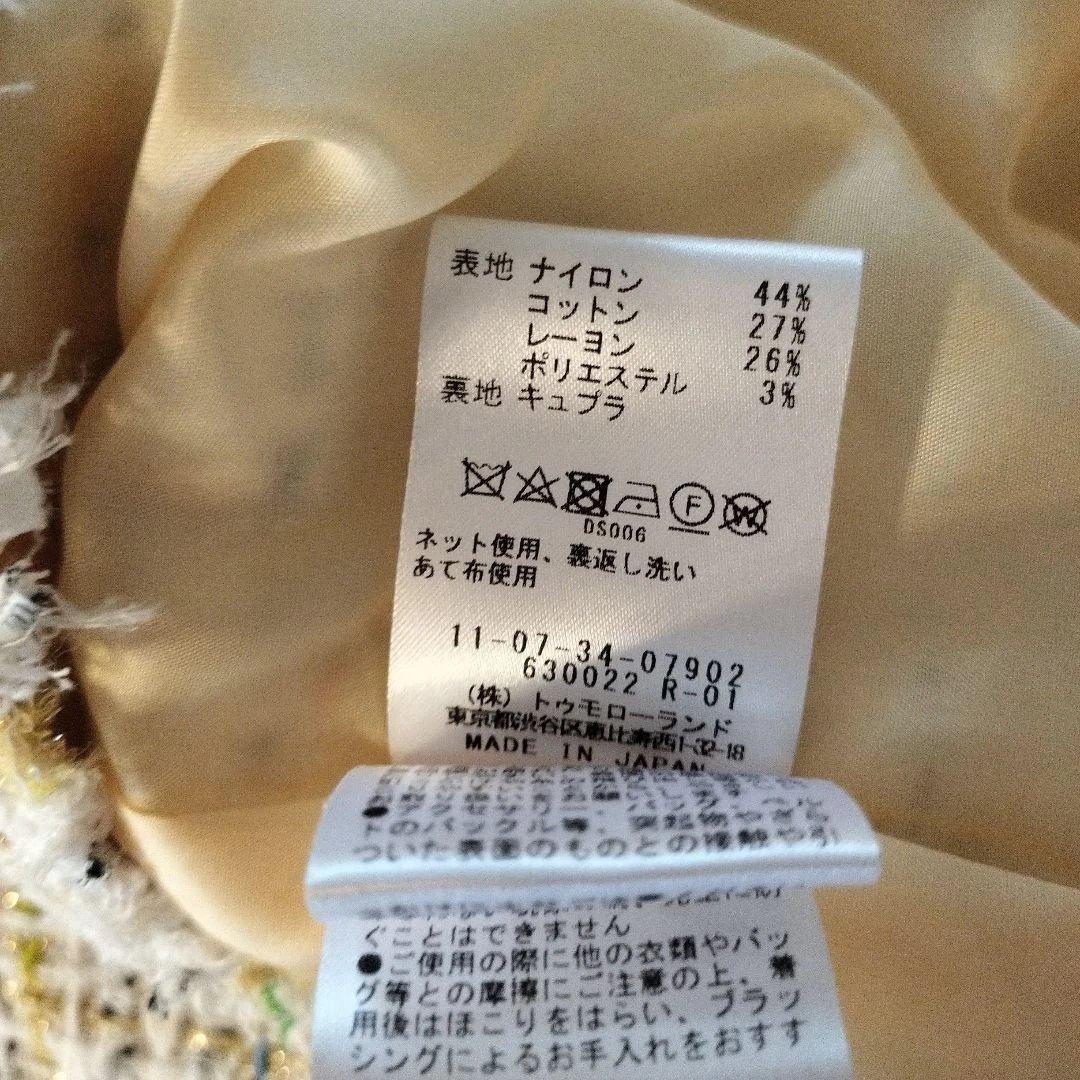 表地 ナイロン 44%
コットン 27%
レーヨン 26%
ポリエステル 3%
裏地 キュプラ
F W
DS006
ネット使用、裏返し洗い
あて布使用
11-07-34-07902
630022 R-01
(株) トゥモローランド
東京都渋谷区恵比寿西1-32-18
MADE IN JAPAN
トのバックル等、突起物やざら
ついた表面のものとの接触や引
ぐことはできません
●ご使用の際に他の衣類やバッ
グ等との摩擦にご注意の上、着
用後はほこりをはらい、ブラッ
シングによるお手入れをおすす